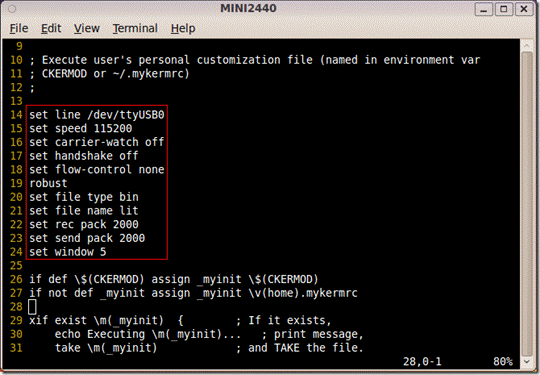 MINI2440
File Edit View Terminal Help
9
10 ; Execute user's personal customization file (named in environment var
11 ; CKERMOD or ~/.mykermrc)
12 ;
13
14 set line /dev/ttyUSB0
15 set speed 115200
16 set carrier-watch off
17 set handshake off
18 set flow-control none
19 robust
20 set file type bin
21 set file name lit
22 set rec pack 2000
23 set send pack 2000
24 set window 5
25
26 if def \$(CKERMOD) assign _myinit \$(CKERMOD)
27 if not def _myinit assign _myinit \v(home).mykermrc
28
29 xif exist \m(_myinit)  {        ; If it exists,
30     echo Executing \m(_myinit)...   ; print message,
31     take \m(_myinit)            ; and TAKE the file.
28,0-1 80%